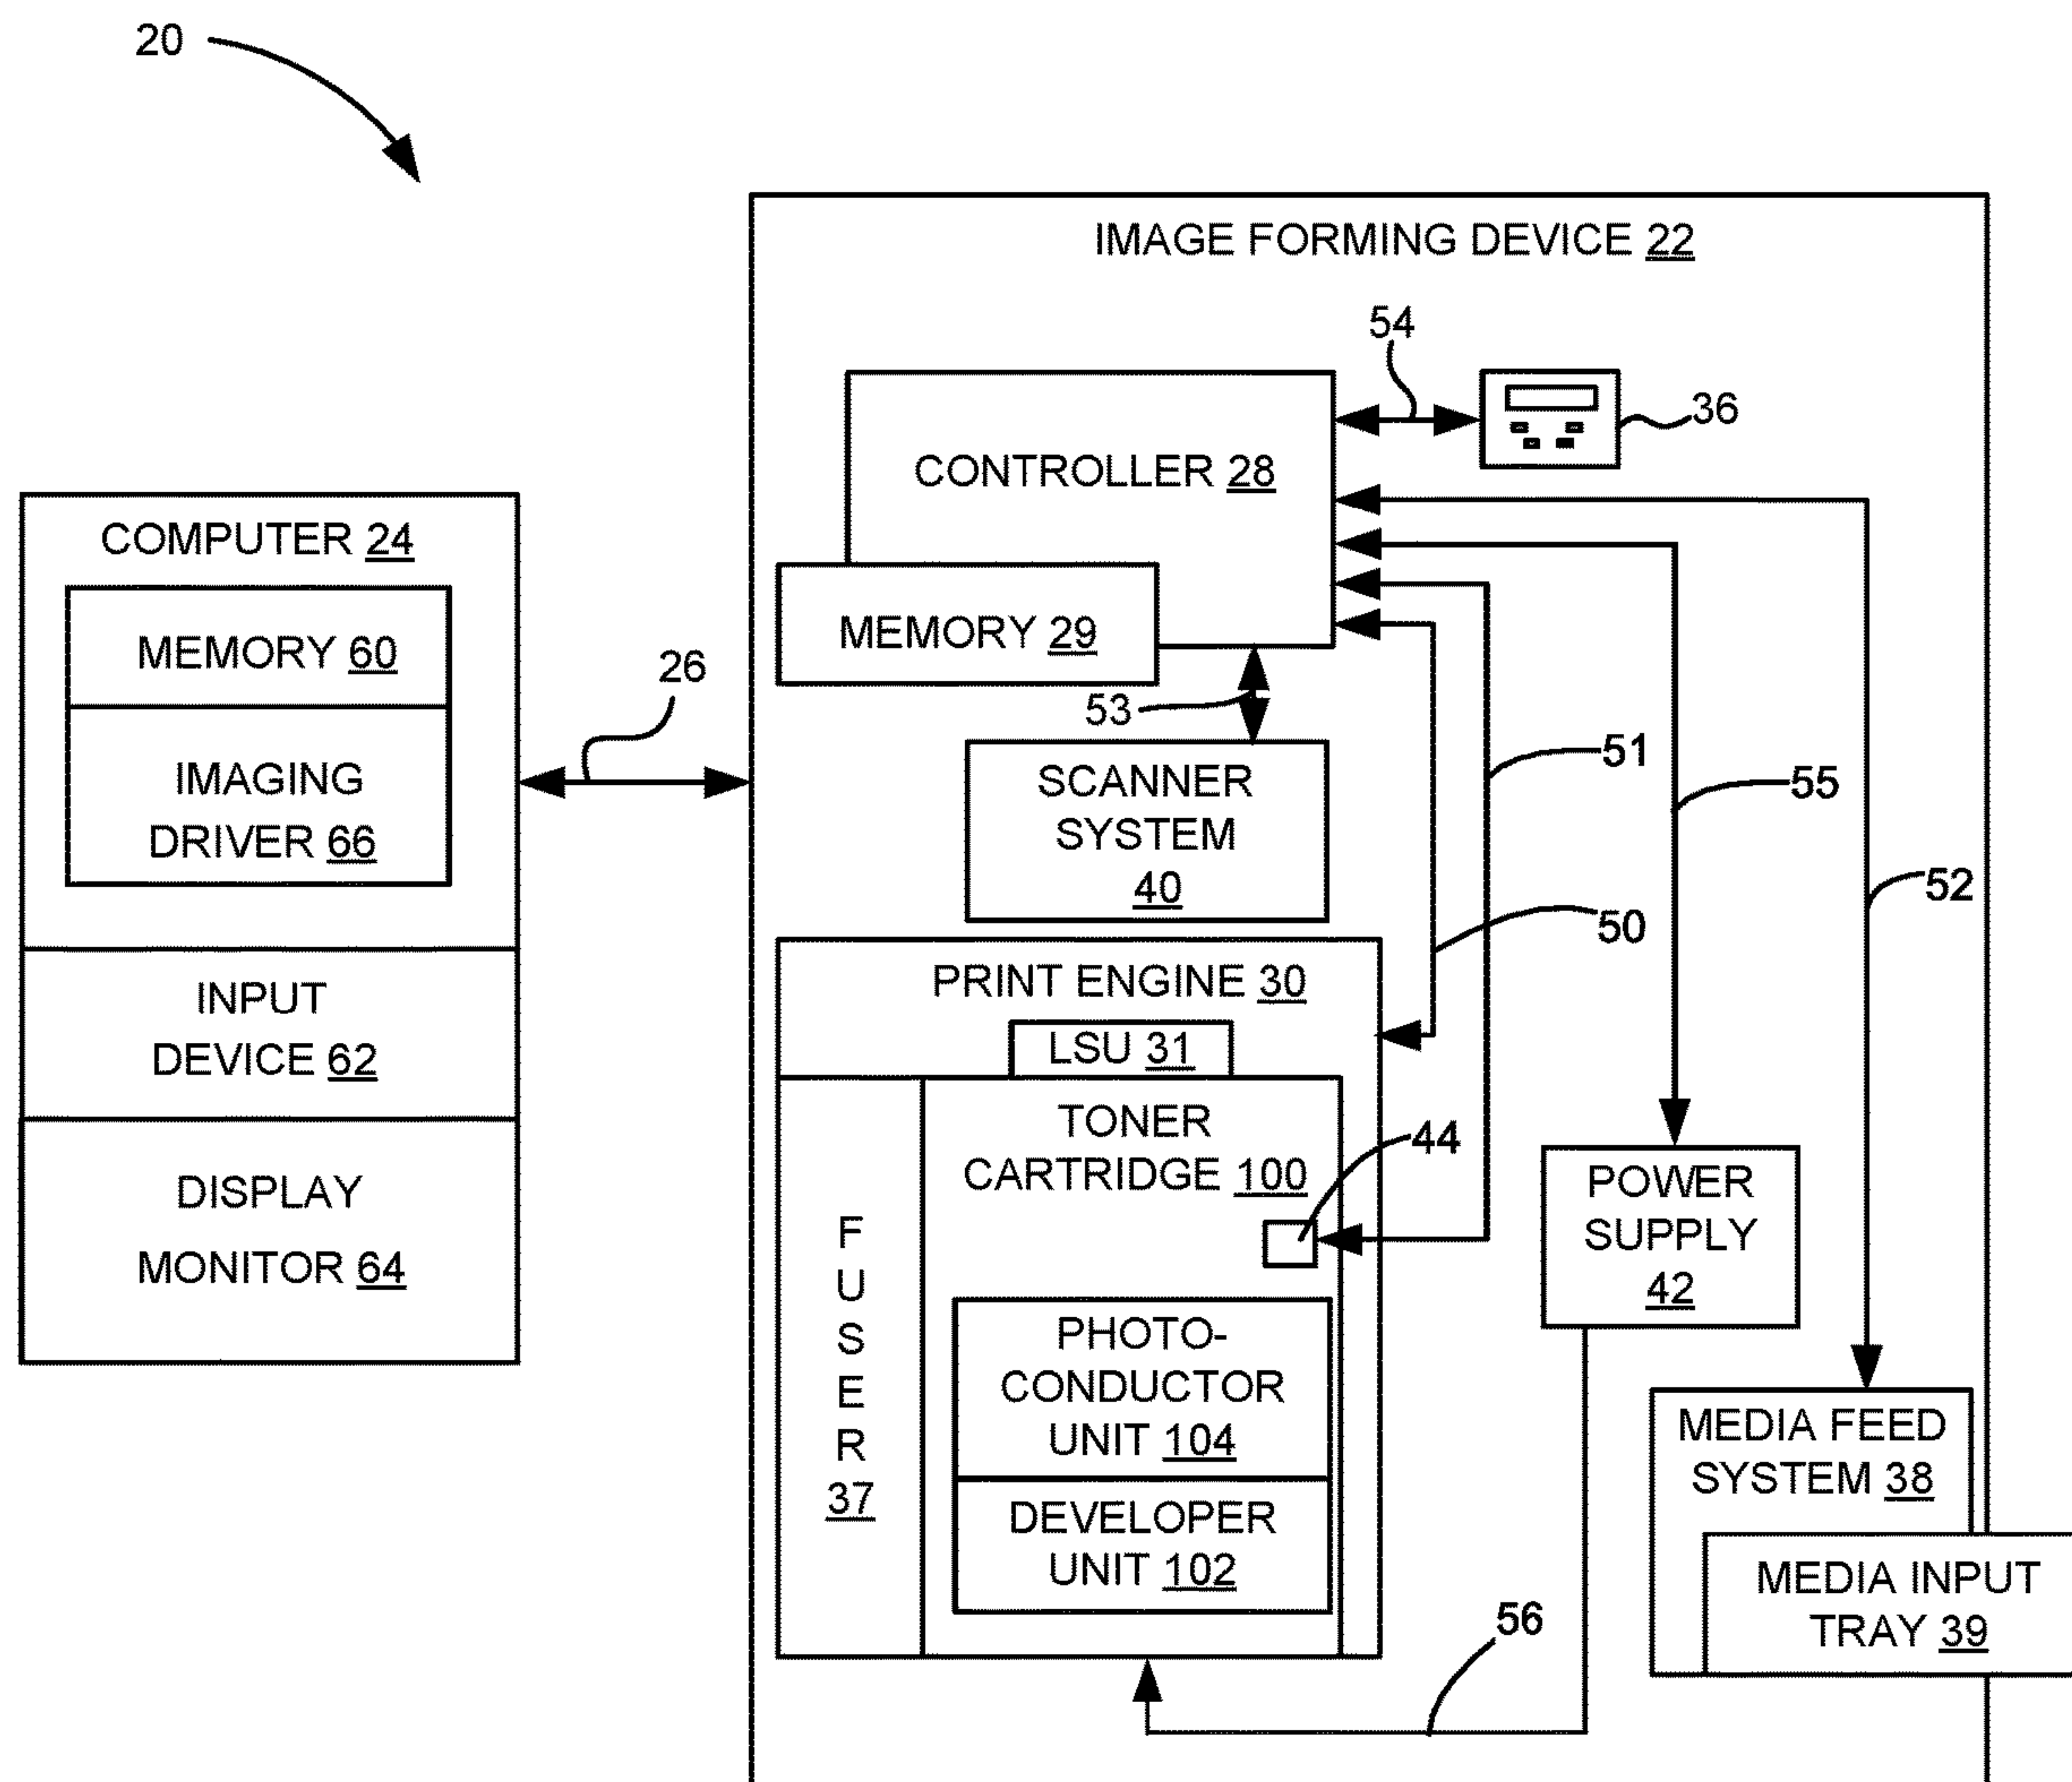 20
IMAGE FORMING DEVICE 22
54
36
CONTROLLER 28
MEMORY 29
COMPUTER 24
MEMORY 60
IMAGING
DRIVER 66
INPUT
DEVICE 62
DISPLAY
MONITOR 64
26
53
SCANNER
SYSTEM
40
51
55
52
50
PRINT ENGINE 30
LSU 31
TONER
CARTRIDGE 100
44
F
U
S
E
R
37
PHOTO-
CONDUCTOR
UNIT 104
DEVELOPER
UNIT 102
POWER
SUPPLY
42
MEDIA FEED
SYSTEM 38
MEDIA INPUT
TRAY 39
56